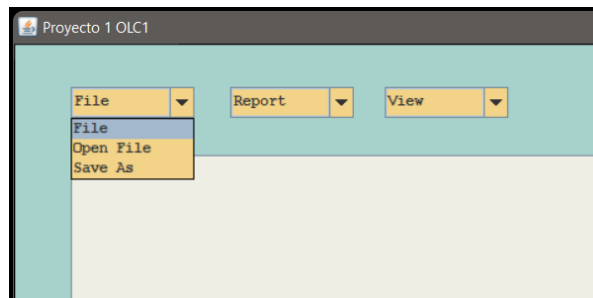 Proyecto 1 OLC1
File Report View
File
Open File
Save As